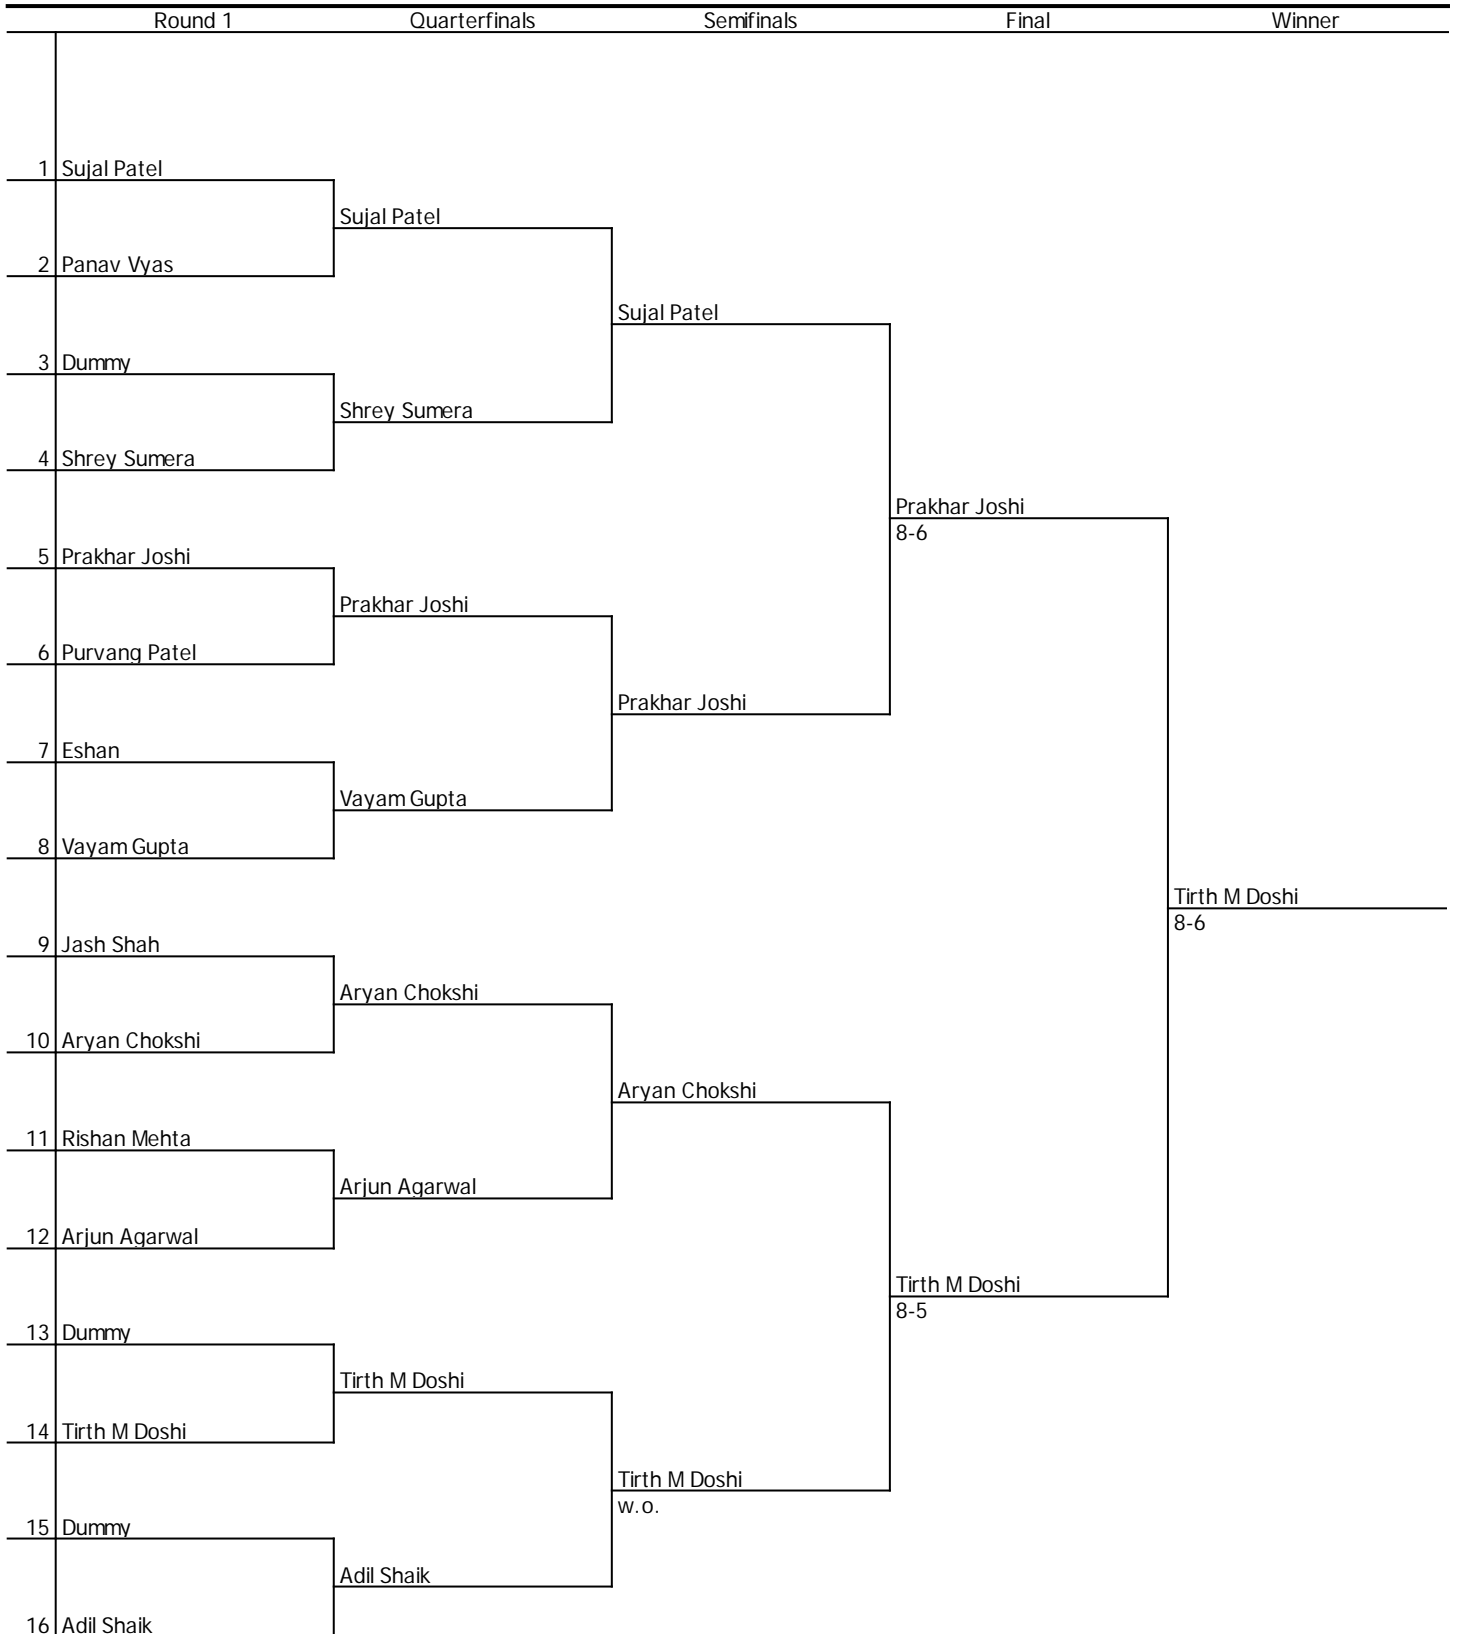 Round 1 Quarterfinals Semifinals Final Winner
1 Sujal Patel
Sujal Patel
2 Panav Vyas
Sujal Patel
3 Dummy
Shrey Sumera
4 Shrey Sumera
Prakhar Joshi
8-6
5 Prakhar Joshi
Prakhar Joshi
6 Purvang Patel
Prakhar Joshi
7 Eshan
Vayam Gupta
8 Vayam Gupta
Tirth M Doshi
8-6
9 Jash Shah
Aryan Chokshi
10 Aryan Chokshi
Aryan Chokshi
11 Rishan Mehta
Arjun Agarwal
12 Arjun Agarwal
Tirth M Doshi
8-5
13 Dummy
Tirth M Doshi
14 Tirth M Doshi
Tirth M Doshi
w.o.
15 Dummy
Adil Shaik
16 Adil Shaik